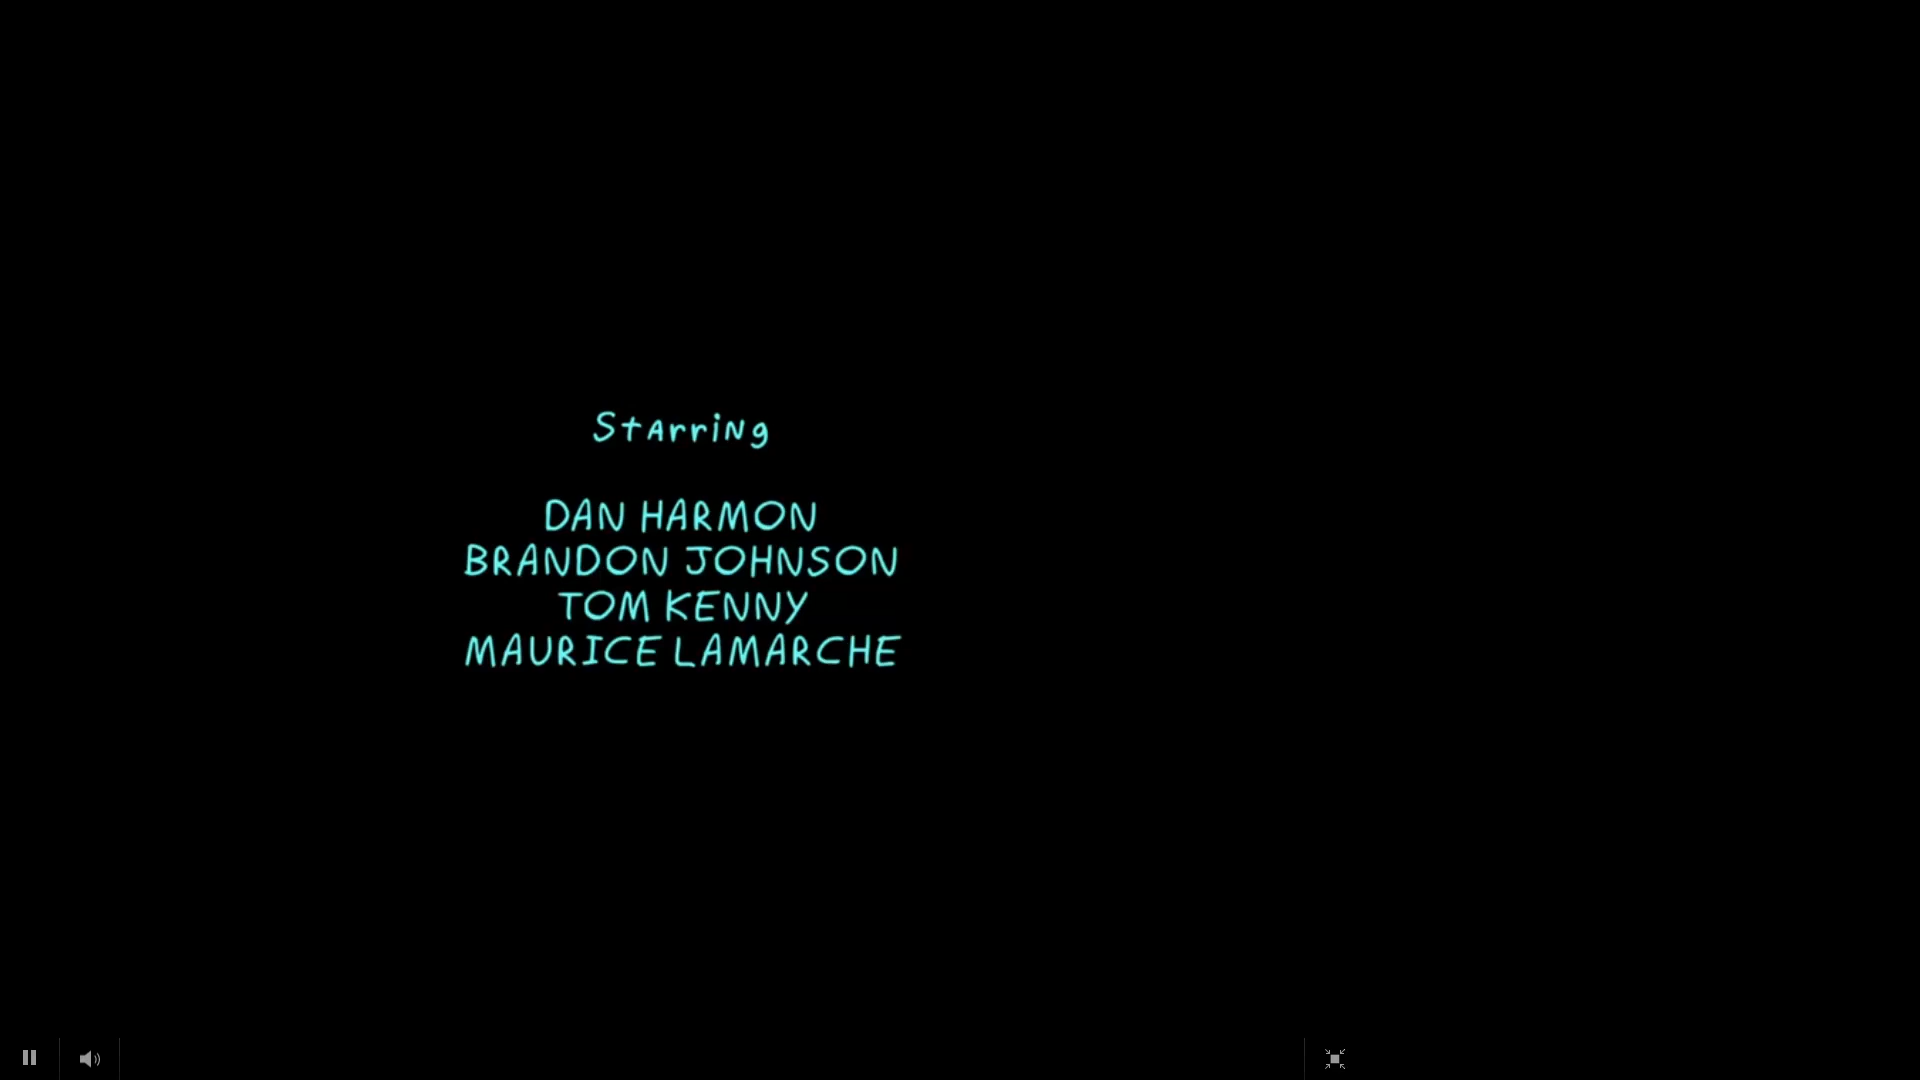 Starring
DAN HARMON
BRANDON JOHNSON
TOM KENNY
MAURICE LAMARCHE